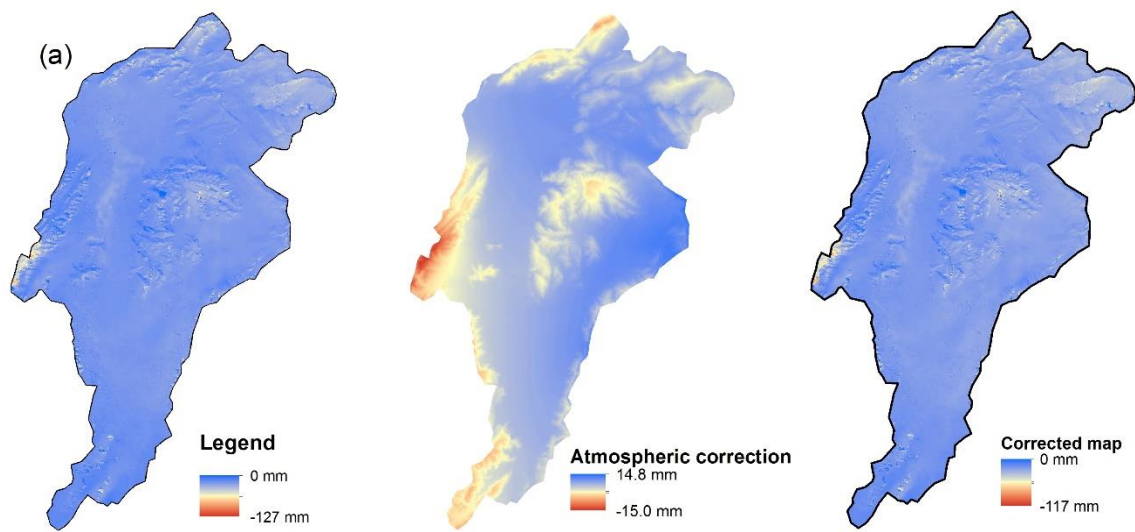 (a)
Legend
0 mm
-127 mm
Atmospheric correction
14.8 mm
-15.0 mm
Corrected map
0 mm
-117 mm